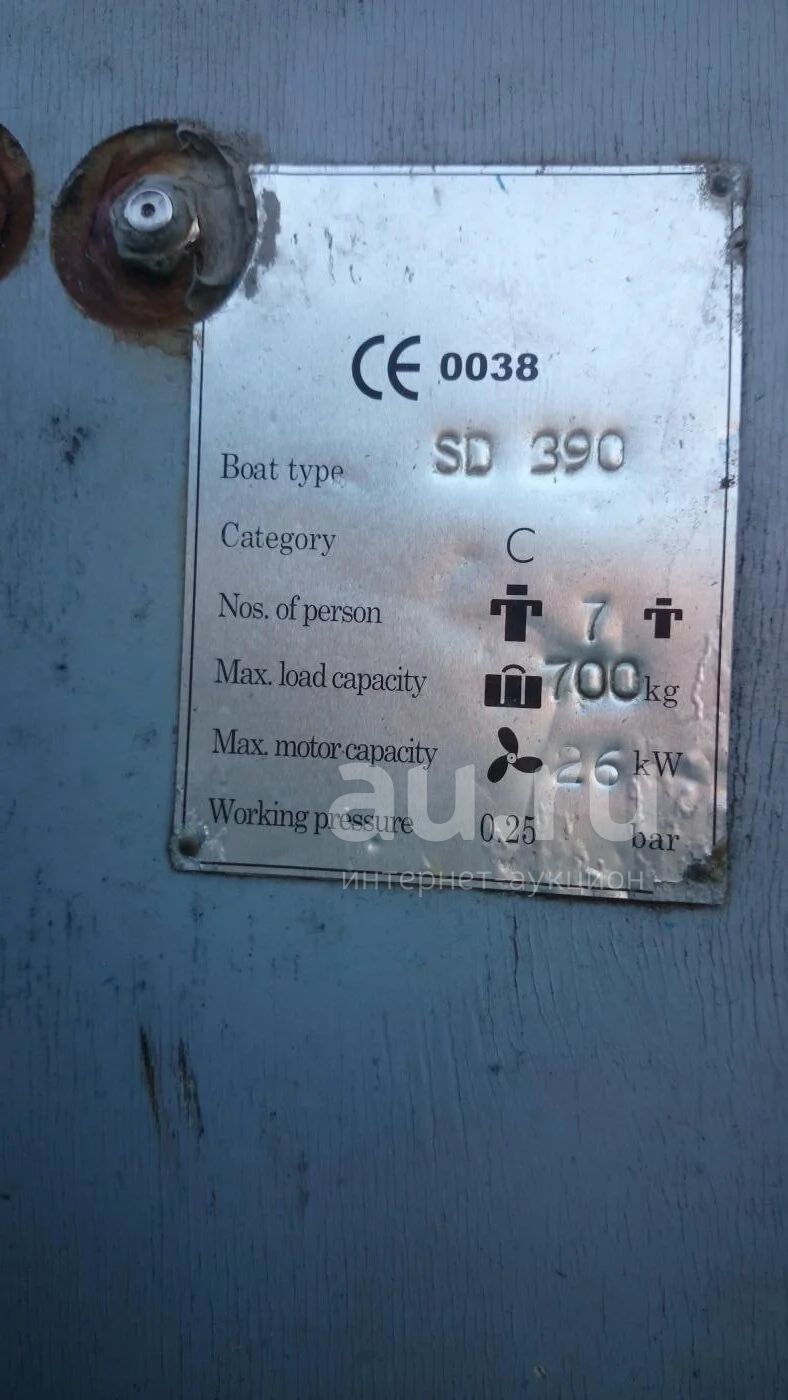 CE 0038
Boat type SD 390
Category C
Nos. of person 7
Max. load capacity 700 kg
Max. motor capacity 26 kW
Working pressure 0.25 bar
au.ru
интернет-аукцион